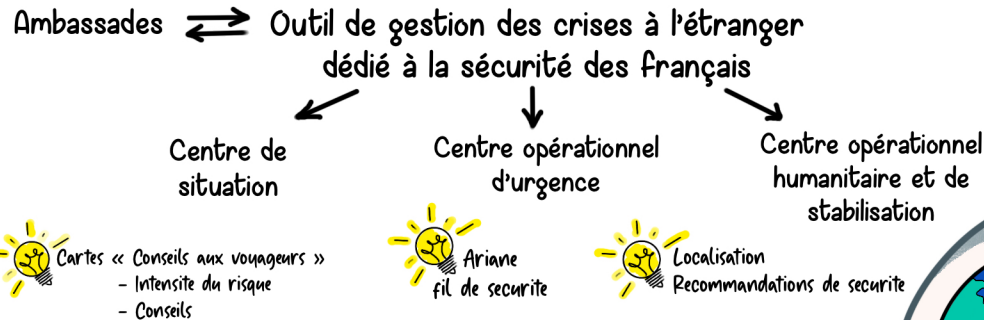 Ambassades
Outil de gestion des crises à l'étranger
dédié à la sécurité des français
Centre de
situation
Centre opérationnel
d'urgence
Centre opérationnel
humanitaire et de
stabilisation
Cartes « Conseils aux voyageurs »
- Intensite du risque
- Conseils
Ariane
fil de securite
Localisation
Recommandations de securite